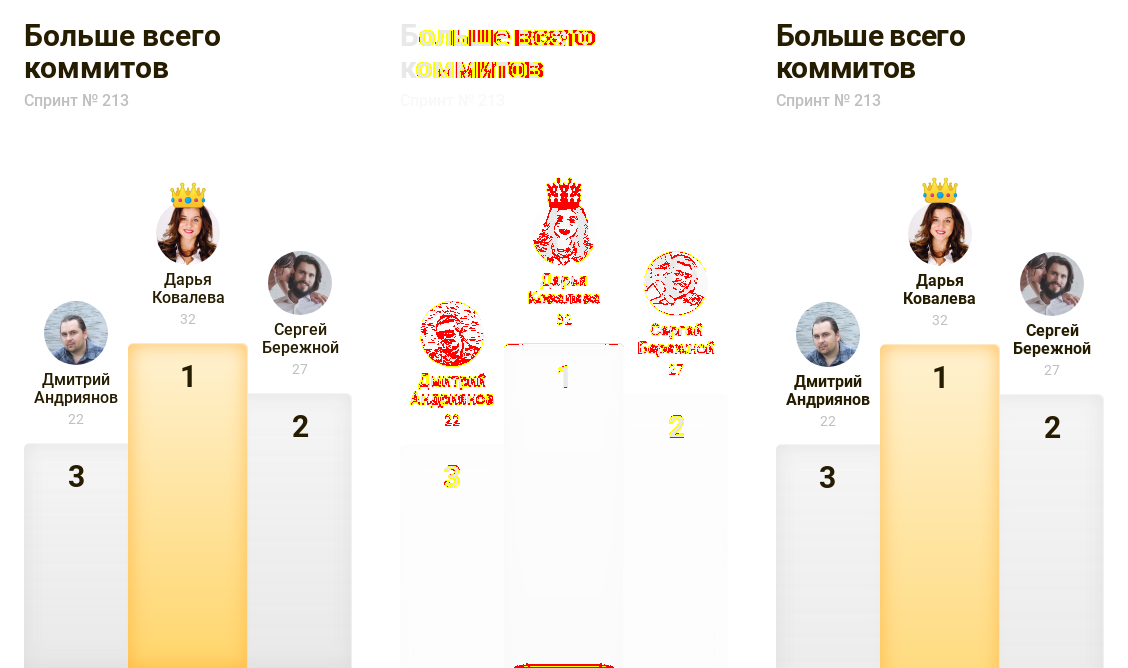 Больше всего
коммитов
Спринт № 213
Дарья
Ковалева
32
Сергей
Бережной
27
Дмитрий
Андриянов
22
1
2
3
Больше всего
коммитов
Спринт № 213
Дарья
Ковалева
32
Сергей
Бережной
27
Дмитрий
Андриянов
22
1
2
3
Больше всего
коммитов
Спринт № 213
Дарья
Ковалева
32
Сергей
Бережной
27
Дмитрий
Андриянов
22
1
2
3